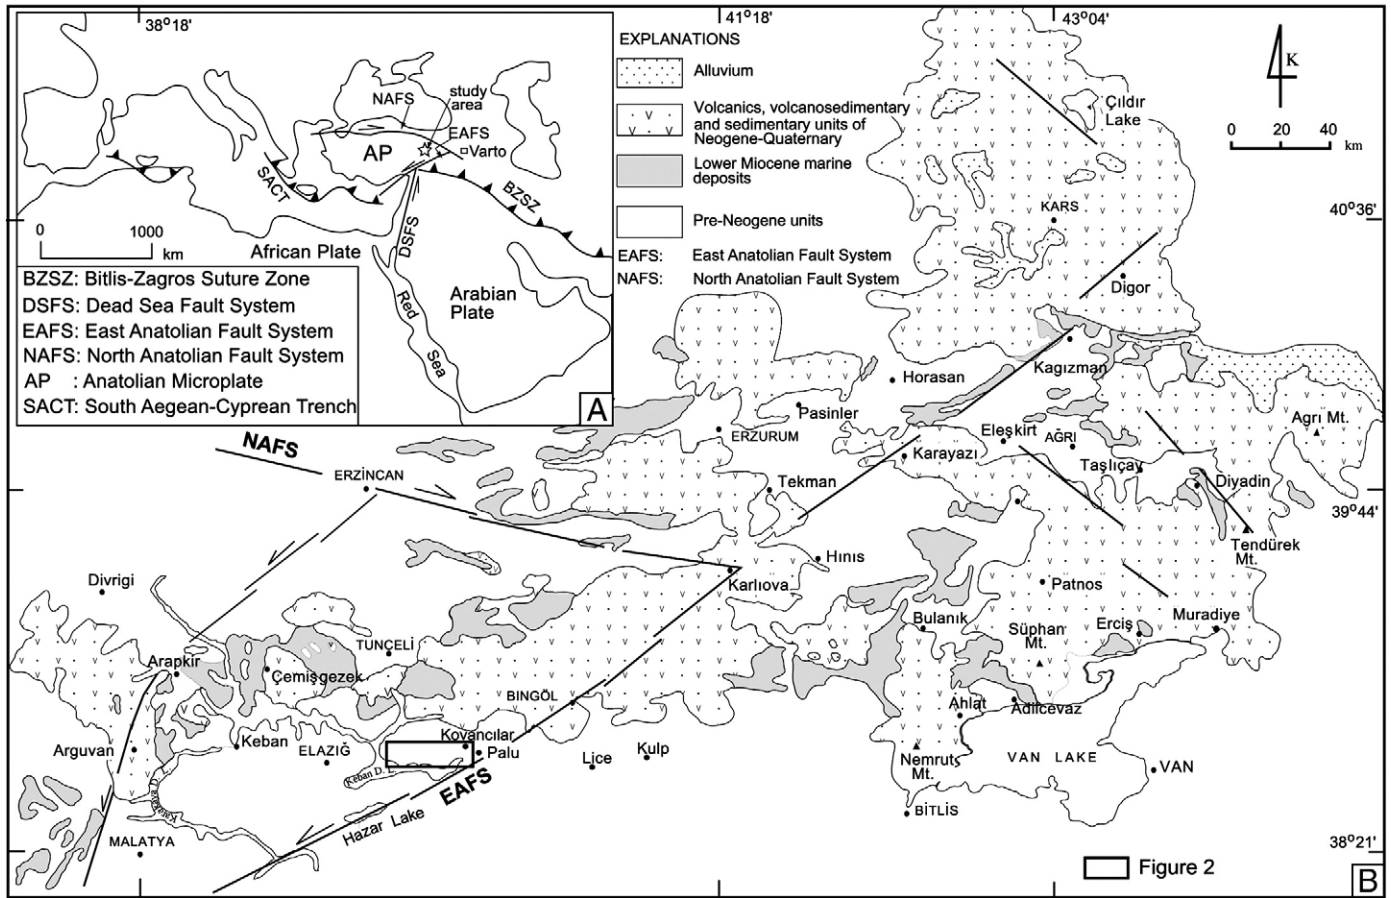 38°18'
41°18'
43°04'
NAFS
study
area
EAFS
AP
Varto
SACT
BZSZ
0 1000
km
African Plate
DSFS
Arabian
Plate
Red
Sea
BZSZ: Bitlis-Zagros Suture Zone
DSFS: Dead Sea Fault System
EAFS: East Anatolian Fault System
NAFS: North Anatolian Fault System
AP : Anatolian Microplate
SACT: South Aegean-Cyprean Trench
A
EXPLANATIONS
Alluvium
Volcanics, volcanosedimentary
and sedimentary units of
Neogene-Quaternary
Lower Miocene marine
deposits
Pre-Neogene units
EAFS: East Anatolian Fault System
NAFS: North Anatolian Fault System
K
0 20 40
km
Çıldır
Lake
KARS
40°36'
Digor
Kagızman
Horasan
Pasinler
ERZURUM
Eleşkirt
AĞRI
Agrı Mt.
Karayazı
Taşlıçay
NAFS
ERZİNCAN
Tekman
Diyadin
39°44'
Tendürek
Mt.
Hınıs
Divrigi
Karlıova
Patnos
Bulanık
Süphan
Mt.
Erciş
Muradiye
TUNÇELİ
Arapkir
Çemişgezek
BINGÖL
Ahlat
Adilcevaz
Arguvan
Keban
ELAZIĞ
Kovancılar
Palu
Lice
Kulp
Nemrut
Mt.
VAN LAKE
VAN
Keban D. L.
EAFS
Hazar Lake
BİTLİS
MALATYA
38°21'
Figure 2
B